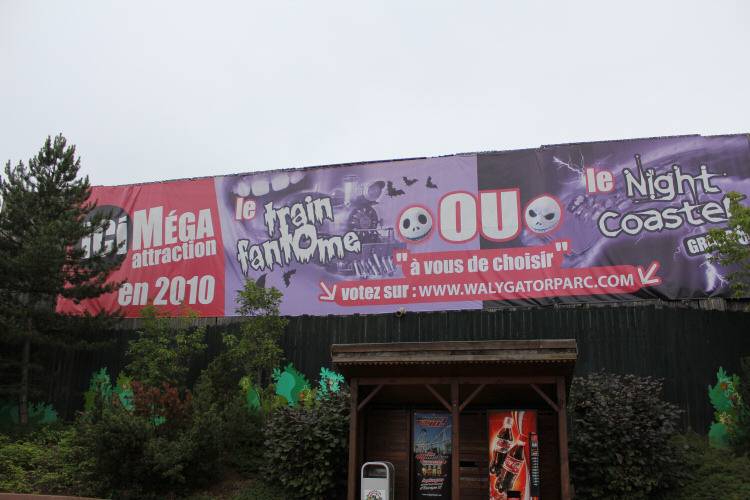 MÉGA
attraction
en 2010
le train
fantôme
OU
le Night
Coaster
"à vous de choisir"
votez sur : WWW.WALYGATORPARC.COM